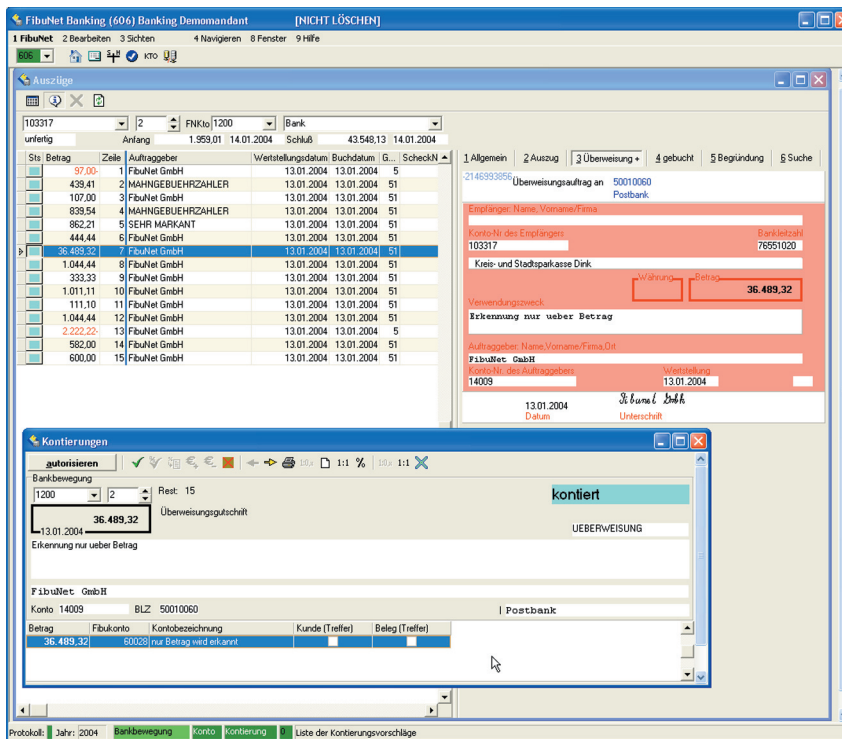 FibuNet Banking (606) Banking Demomandant [NICHT LÖSCHEN]
1 FibuNet 2 Bearbeiten 3 Sichten 4 Navigieren 8 Fenster 9 Hilfe
606 KTO
Auszüge
103317 2 FNKto 1200 Bank
unfertig Anfang 1.959,01 14.01.2004 Schluß 43.548,13 14.01.2004
Sts Betrag Zeile Auftraggeber Wertstellungsdatum Buchdatum G... ScheckN
97,00- 1 FibuNet GmbH 13.01.2004 13.01.2004 5
439,41 2 MAHNGEBUEHRZAHLER 13.01.2004 13.01.2004 51
107,00 3 FibuNet GmbH 13.01.2004 13.01.2004 51
839,54 4 MAHNGEBUEHRZAHLER 13.01.2004 13.01.2004 51
862,21 5 SEHR MARKANT 13.01.2004 13.01.2004 51
444,44 6 FibuNet GmbH 13.01.2004 13.01.2004 51
36.489,32 7 FibuNet GmbH 13.01.2004 13.01.2004 51
1.044,44 8 FibuNet GmbH 13.01.2004 13.01.2004 51
333,33 9 FibuNet GmbH 13.01.2004 13.01.2004 51
1.011,11 10 FibuNet GmbH 13.01.2004 13.01.2004 51
111,10 11 FibuNet GmbH 13.01.2004 13.01.2004 51
1.044,44 12 FibuNet GmbH 13.01.2004 13.01.2004 51
2.222,22- 13 FibuNet GmbH 13.01.2004 13.01.2004 5
582,00 14 FibuNet GmbH 13.01.2004 13.01.2004 51
600,00 15 FibuNet GmbH 13.01.2004 13.01.2004 51
1 Allgemein 2 Auszug 3 Überweisung + 4 gebucht 5 Begründung 6 Suche
-2146993856 Überweisungsauftrag an 50010060
Postbank
Empfänger: Name, Vorname/Firma
Konto-Nr des Empfängers Bankleitzahl
103317 76551020
Kreis- und Stadtsparkasse Dink
Währung Betrag
36.489,32
Verwendungszweck
Erkennung nur ueber Betrag
Auftraggeber: Name,Vorname/Firma,Ort
FibuNet GmbH
Konto-Nr. des Auftraggebers Wertstellung
14009 13.01.2004
13.01.2004 Fibunet Gmbh
Datum Unterschrift
Kontierungen
autorisieren 1:1 % 1:1
Bankbewegung
1200 2 Rest: 15 kontiert
36.489,32 Überweisungsgutschrift
13.01.2004 UEBERWEISUNG
Erkennung nur ueber Betrag
FibuNet GmbH
Konto 14009 BLZ 50010060 | Postbank
Betrag Fibukonto Kontobezeichnung Kunde (Treffer) Beleg (Treffer)
36.489,32 60028 nur Betrag wird erkannt
Protokoll: Jahr: 2004 Bankbewegung Konto Kontierung 0 Liste der Kontierungsvorschläge